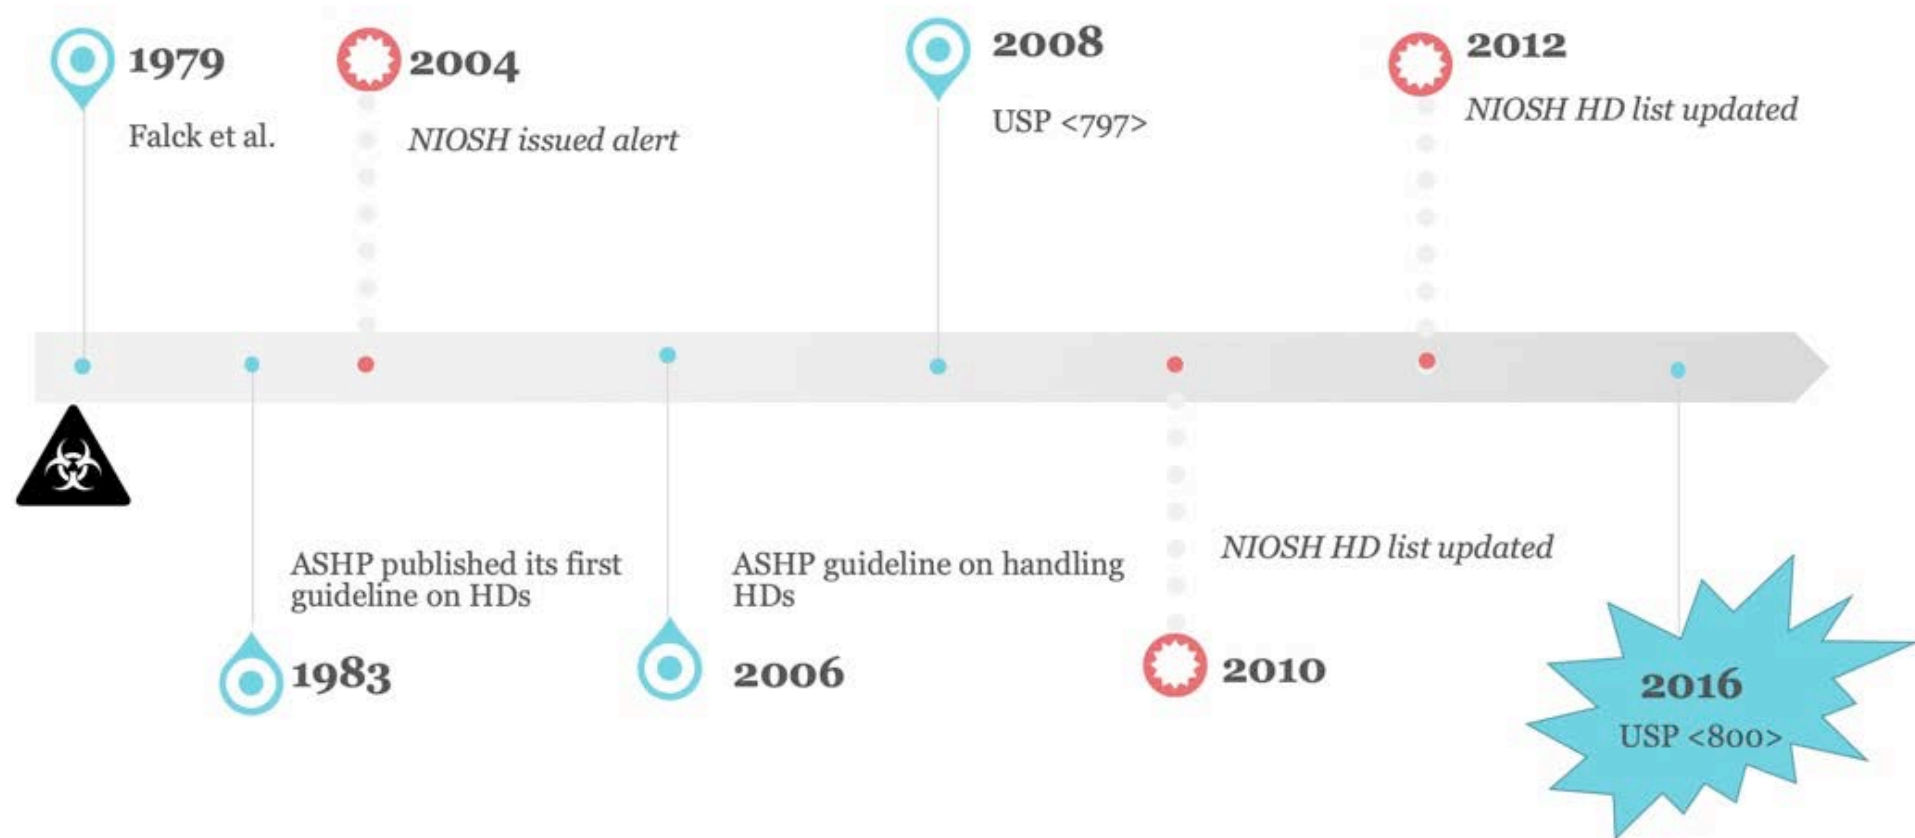 1979
Falck et al.
2004
NIOSH issued alert
2008
USP <797>
2012
NIOSH HD list updated
ASHP published its first
guideline on HDs
1983
ASHP guideline on handling
HDs
2006
NIOSH HD list updated
2010
2016
USP <800>